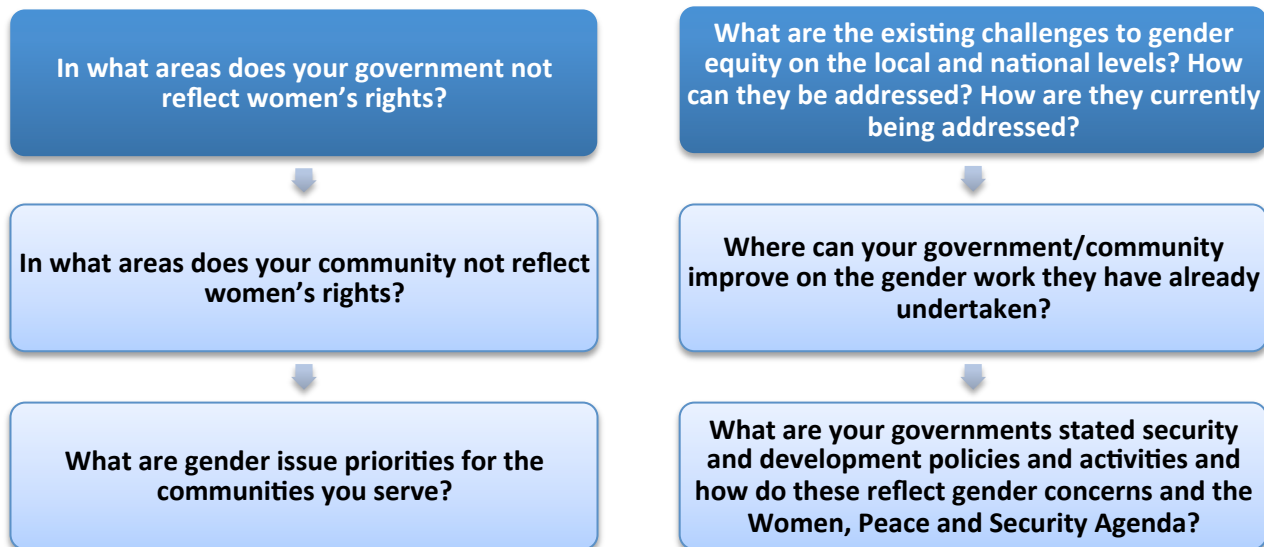 In what areas does your government not
reflect women's rights?
In what areas does your community not reflect
women's rights?
What are gender issue priorities for the
communities you serve?
What are the existing challenges to gender
equity on the local and national levels? How
can they be addressed? How are they currently
being addressed?
Where can your government/community
improve on the gender work they have already
undertaken?
What are your governments stated security
and development policies and activities and
how do these reflect gender concerns and the
Women, Peace and Security Agenda?